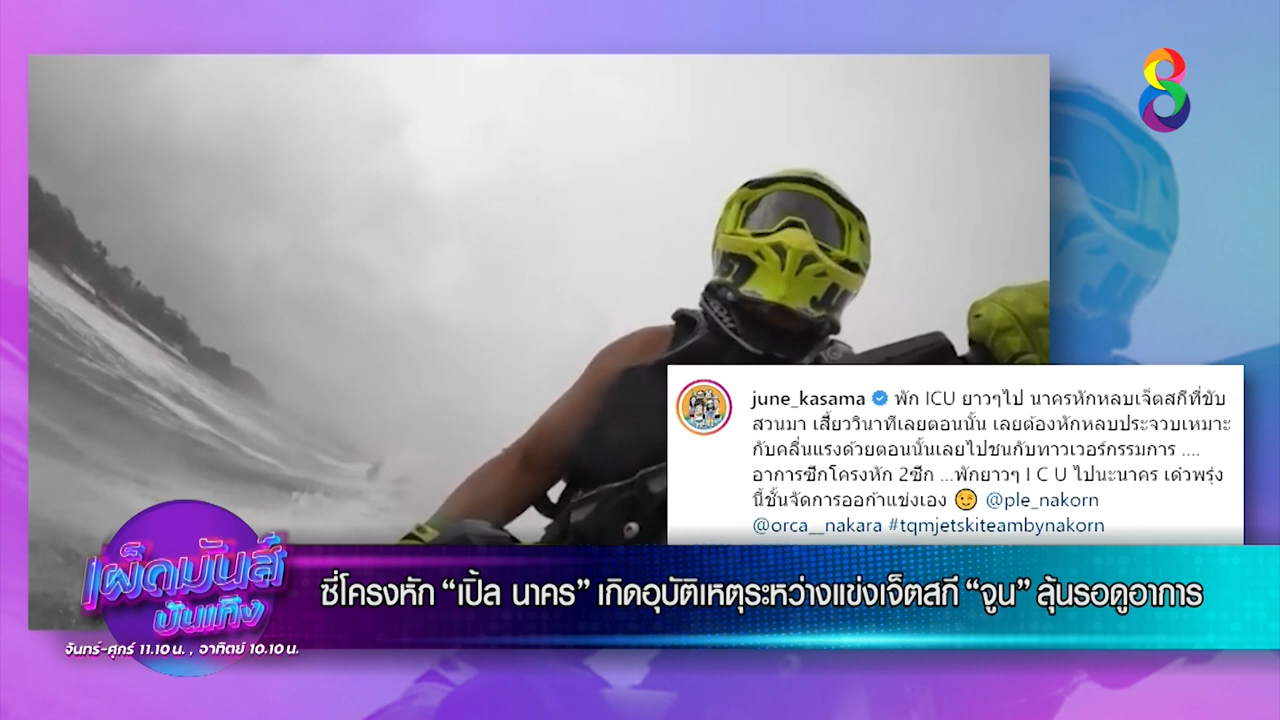 8
june_kasama พัก ICU ยาวๆไป นาครหักหลบเจ็ตสกีที่ขับ
สวนมา เสี้ยววินาทีเลยตอนนั้น เลยต้องหักหลบประจวบเหมาะ
กับคลื่นแรงด้วยตอนนั้นเลยไปชนกับทาวเวอร์กรรมการ ....
อาการซีกโครงหัก 2ซีก ...พักยาวๆ I C U ไปนะนาคร เด๋วพรุ่ง
นี้ชั้นจัดการออก้าแข่งเอง 😉 @ple_nakorn
@orca__nakara #tqmjetskiteambynakorn
เผ็ดมันส์
บันเทิง
จันทร์-ศุกร์ 11.10 น. , อาทิตย์ 10.10 น.
ซี่โครงหัก “เปิ้ล นาคร” เกิดอุบัติเหตุระหว่างแข่งเจ็ตสกี “จูน” ลุ้นรอดูอาการ